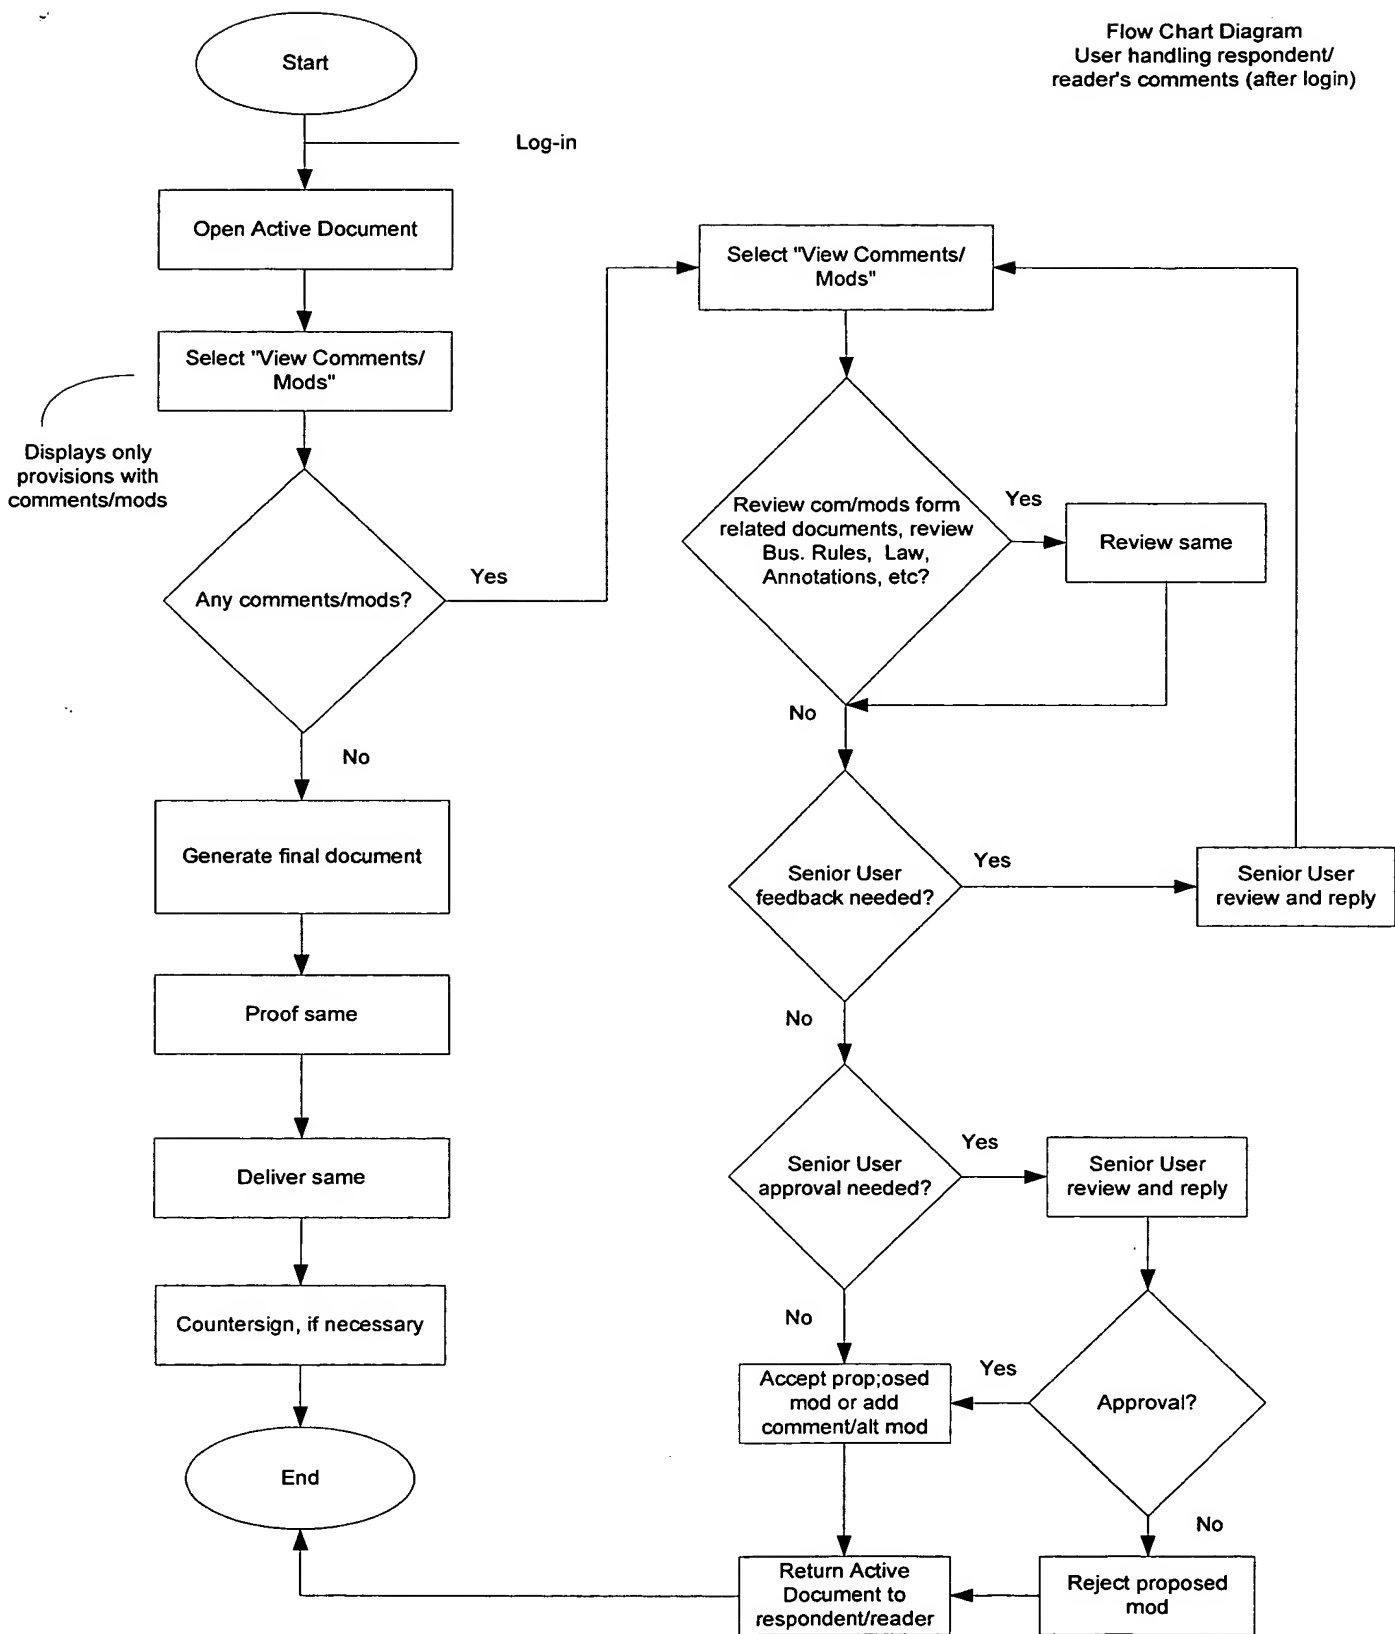 Flow Chart Diagram
User handling respondent/
reader's comments (after login)
Start
Log-in
Open Active Document
Select "View Comments/
Mods"
Displays only
provisions with
comments/mods
Any comments/mods?
Yes
No
Generate final document
Proof same
Deliver same
Countersign, if necessary
End
Select "View Comments/
Mods"
Review com/mods form
related documents, review
Bus. Rules, Law,
Annotations, etc?
Yes
Review same
No
Senior User
feedback needed?
Yes
Senior User
review and reply
No
Senior User
approval needed?
Yes
Senior User
review and reply
No
Accept prop;osed
mod or add
comment/alt mod
Yes
Approval?
No
Return Active
Document to
respondent/reader
Reject proposed
mod